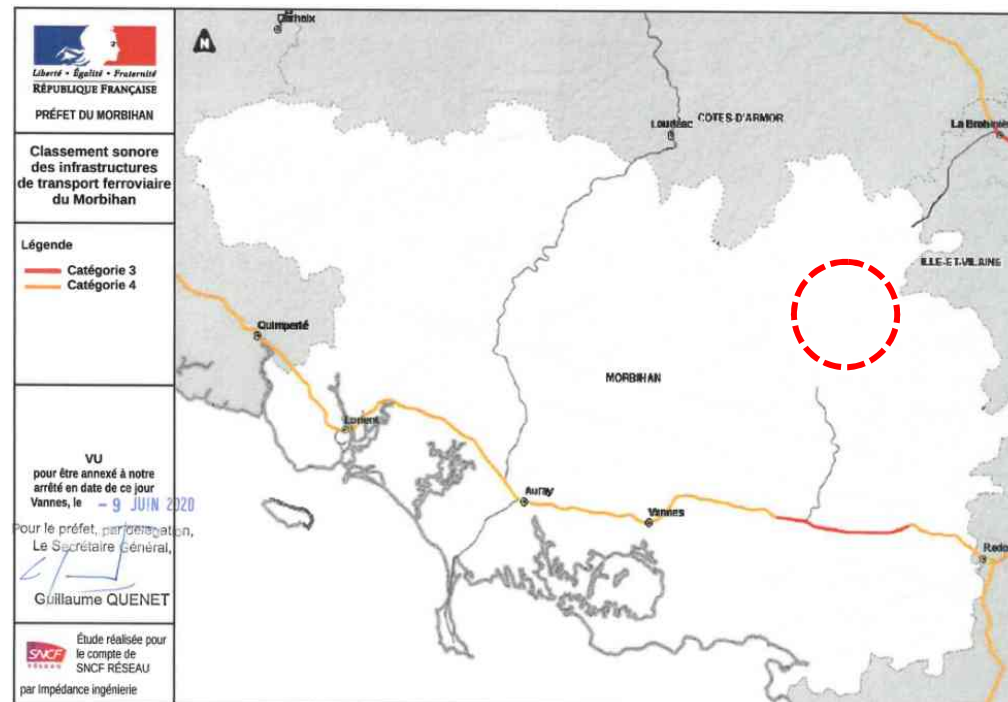 Liberté • Égalité • Fraternité
RÉPUBLIQUE FRANÇAISE
PRÉFET DU MORBIHAN
Classement sonore
des infrastructures
de transport ferroviaire
du Morbihan
Légende
Catégorie 3
Catégorie 4
VU
pour être annexé à notre
arrêté en date de ce jour
Vannes, le - 9 JUIN 2020
Pour le préfet, par délégation,
Le Secrétaire Général,
Guillaume QUENET
SNCF
RÉSEAU
Étude réalisée pour
le compte de
SNCF RÉSEAU
par Impédance ingénierie
N
Loudéac
COTES D'ARMOR
ILLE-ET-VILAINE
Quimperlé
MORBIHAN
Lorient
Auray
Vannes
Redo